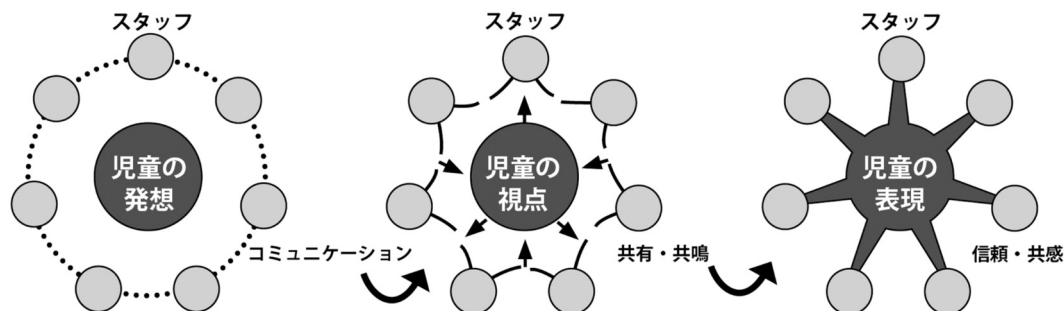 スタッフ
児童の
発想
コミュニケーション
スタッフ
児童の
視点
共有・共鳴
スタッフ
児童の
表現
信頼・共感